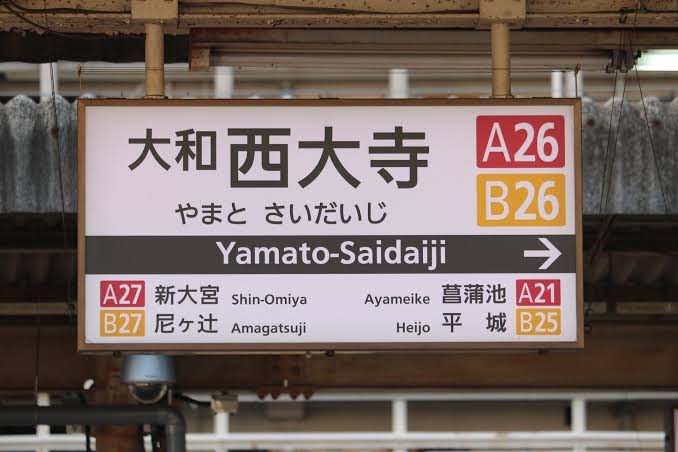 大和西大寺 A26
やまと さいだいじ B26
Yamato-Saidaiji →
A27 新大宮 Shin-Omiya Ayameike 菖蒲池 A21
B27 尼ヶ辻 Amagatsuji Heijo 平城 B25